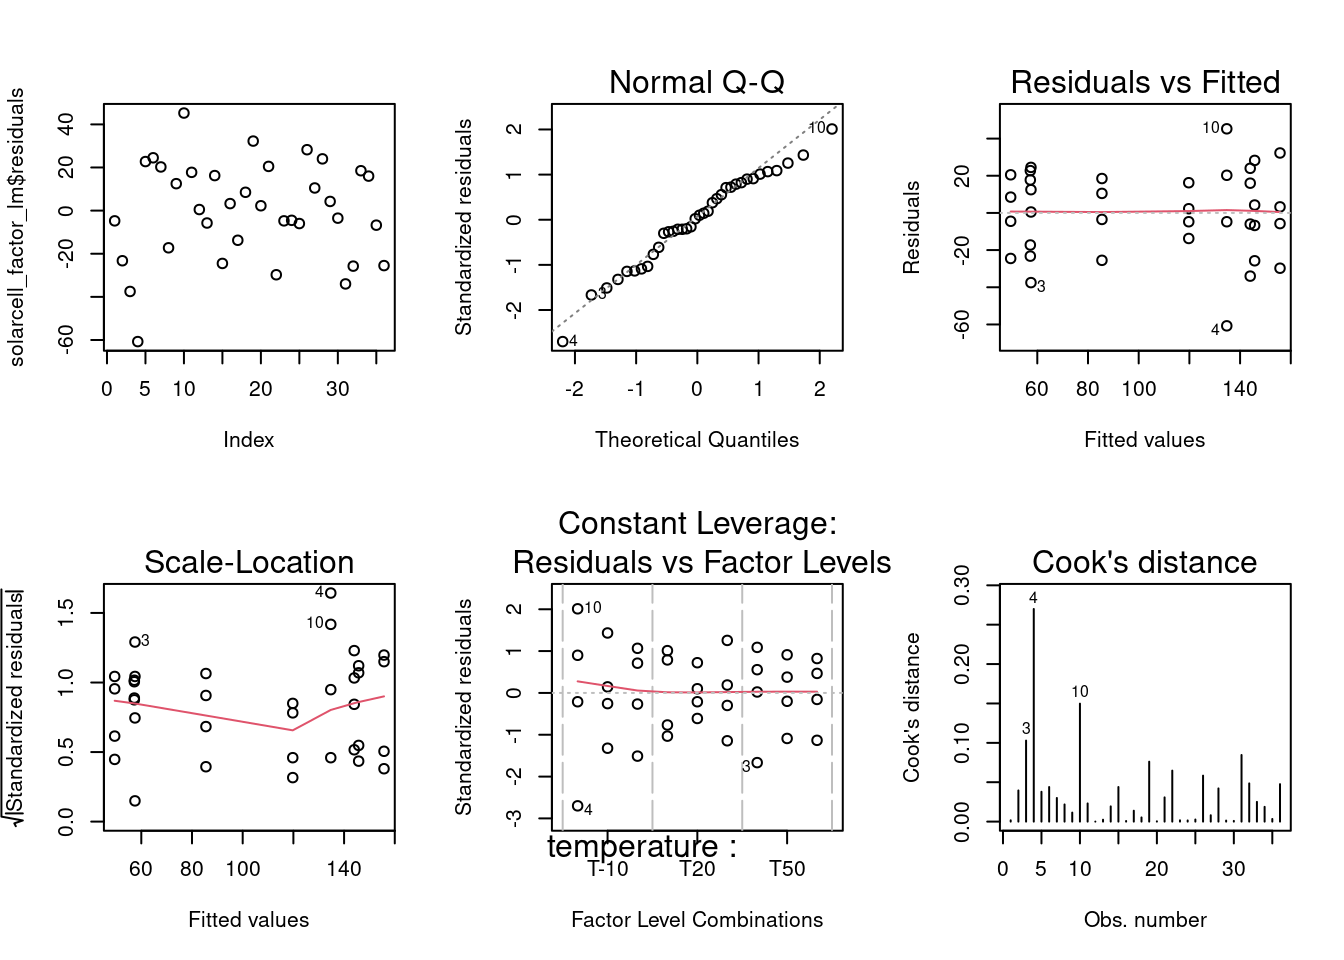 solarcell_factor_lm$residuals
40
20
0
-20
-60
0 5 10 20 30
Index
Normal Q-Q
Standardized residuals
2
1
0
-1
-2
10
3
4
-2 -1 0 1 2
Theoretical Quantiles
Residuals vs Fitted
Residuals
20
-20
-60
10
3
4
60 80 100 140
Fitted values
Scale-Location
√|Standardized residuals|
1.5
1.0
0.5
0.0
4
10
3
60 80 100 140
Fitted values
Constant Leverage:
Residuals vs Factor Levels
Standardized residuals
2
1
0
-1
-2
-3
10
3
4
temperature :
T-10 T20 T50
Factor Level Combinations
Cook's distance
Cook's distance
0.30
0.20
0.10
0.00
4
10
3
0 5 10 20 30
Obs. number